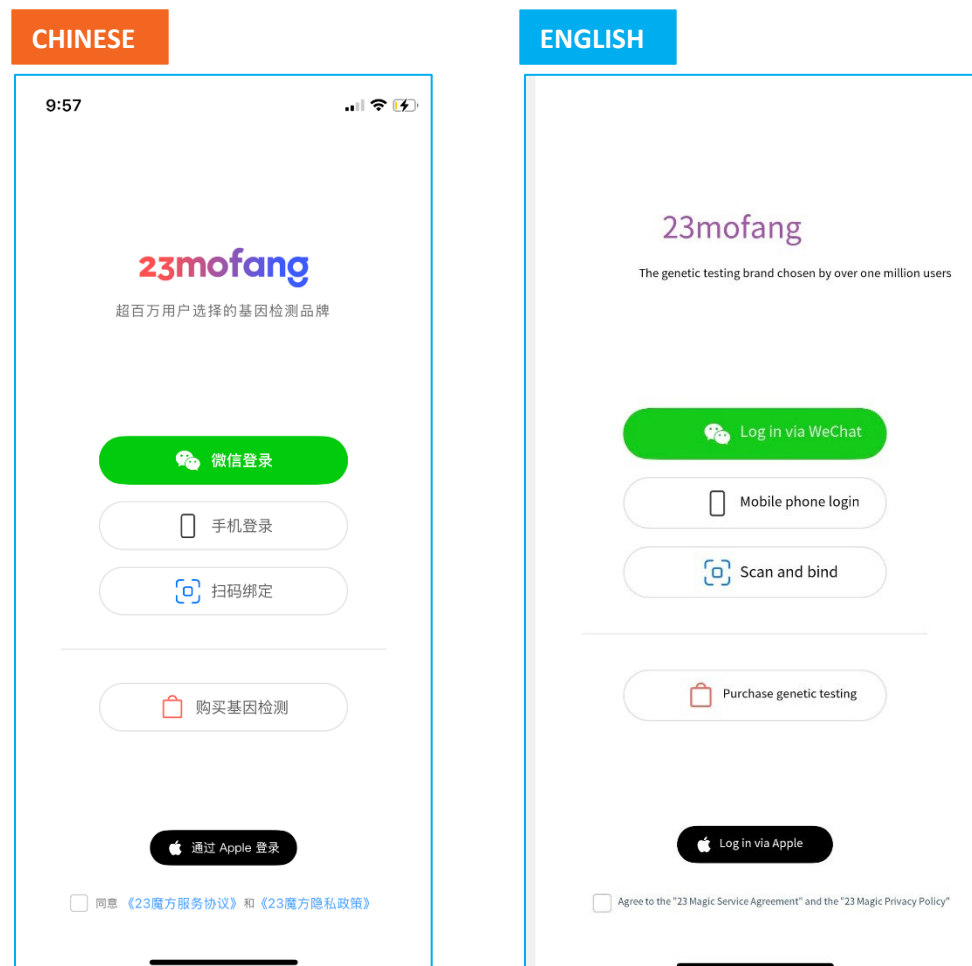 CHINESE
ENGLISH
9:57
23mofang
超百万用户选择的基因检测品牌
微信登录
手机登录
扫码绑定
购买基因检测
通过 Apple 登录
同意 《23魔方服务协议》和《23魔方隐私政策》
23mofang
The genetic testing brand chosen by over one million users
Log in via WeChat
Mobile phone login
Scan and bind
Purchase genetic testing
Log in via Apple
Agree to the "23 Magic Service Agreement" and the "23 Magic Privacy Policy"